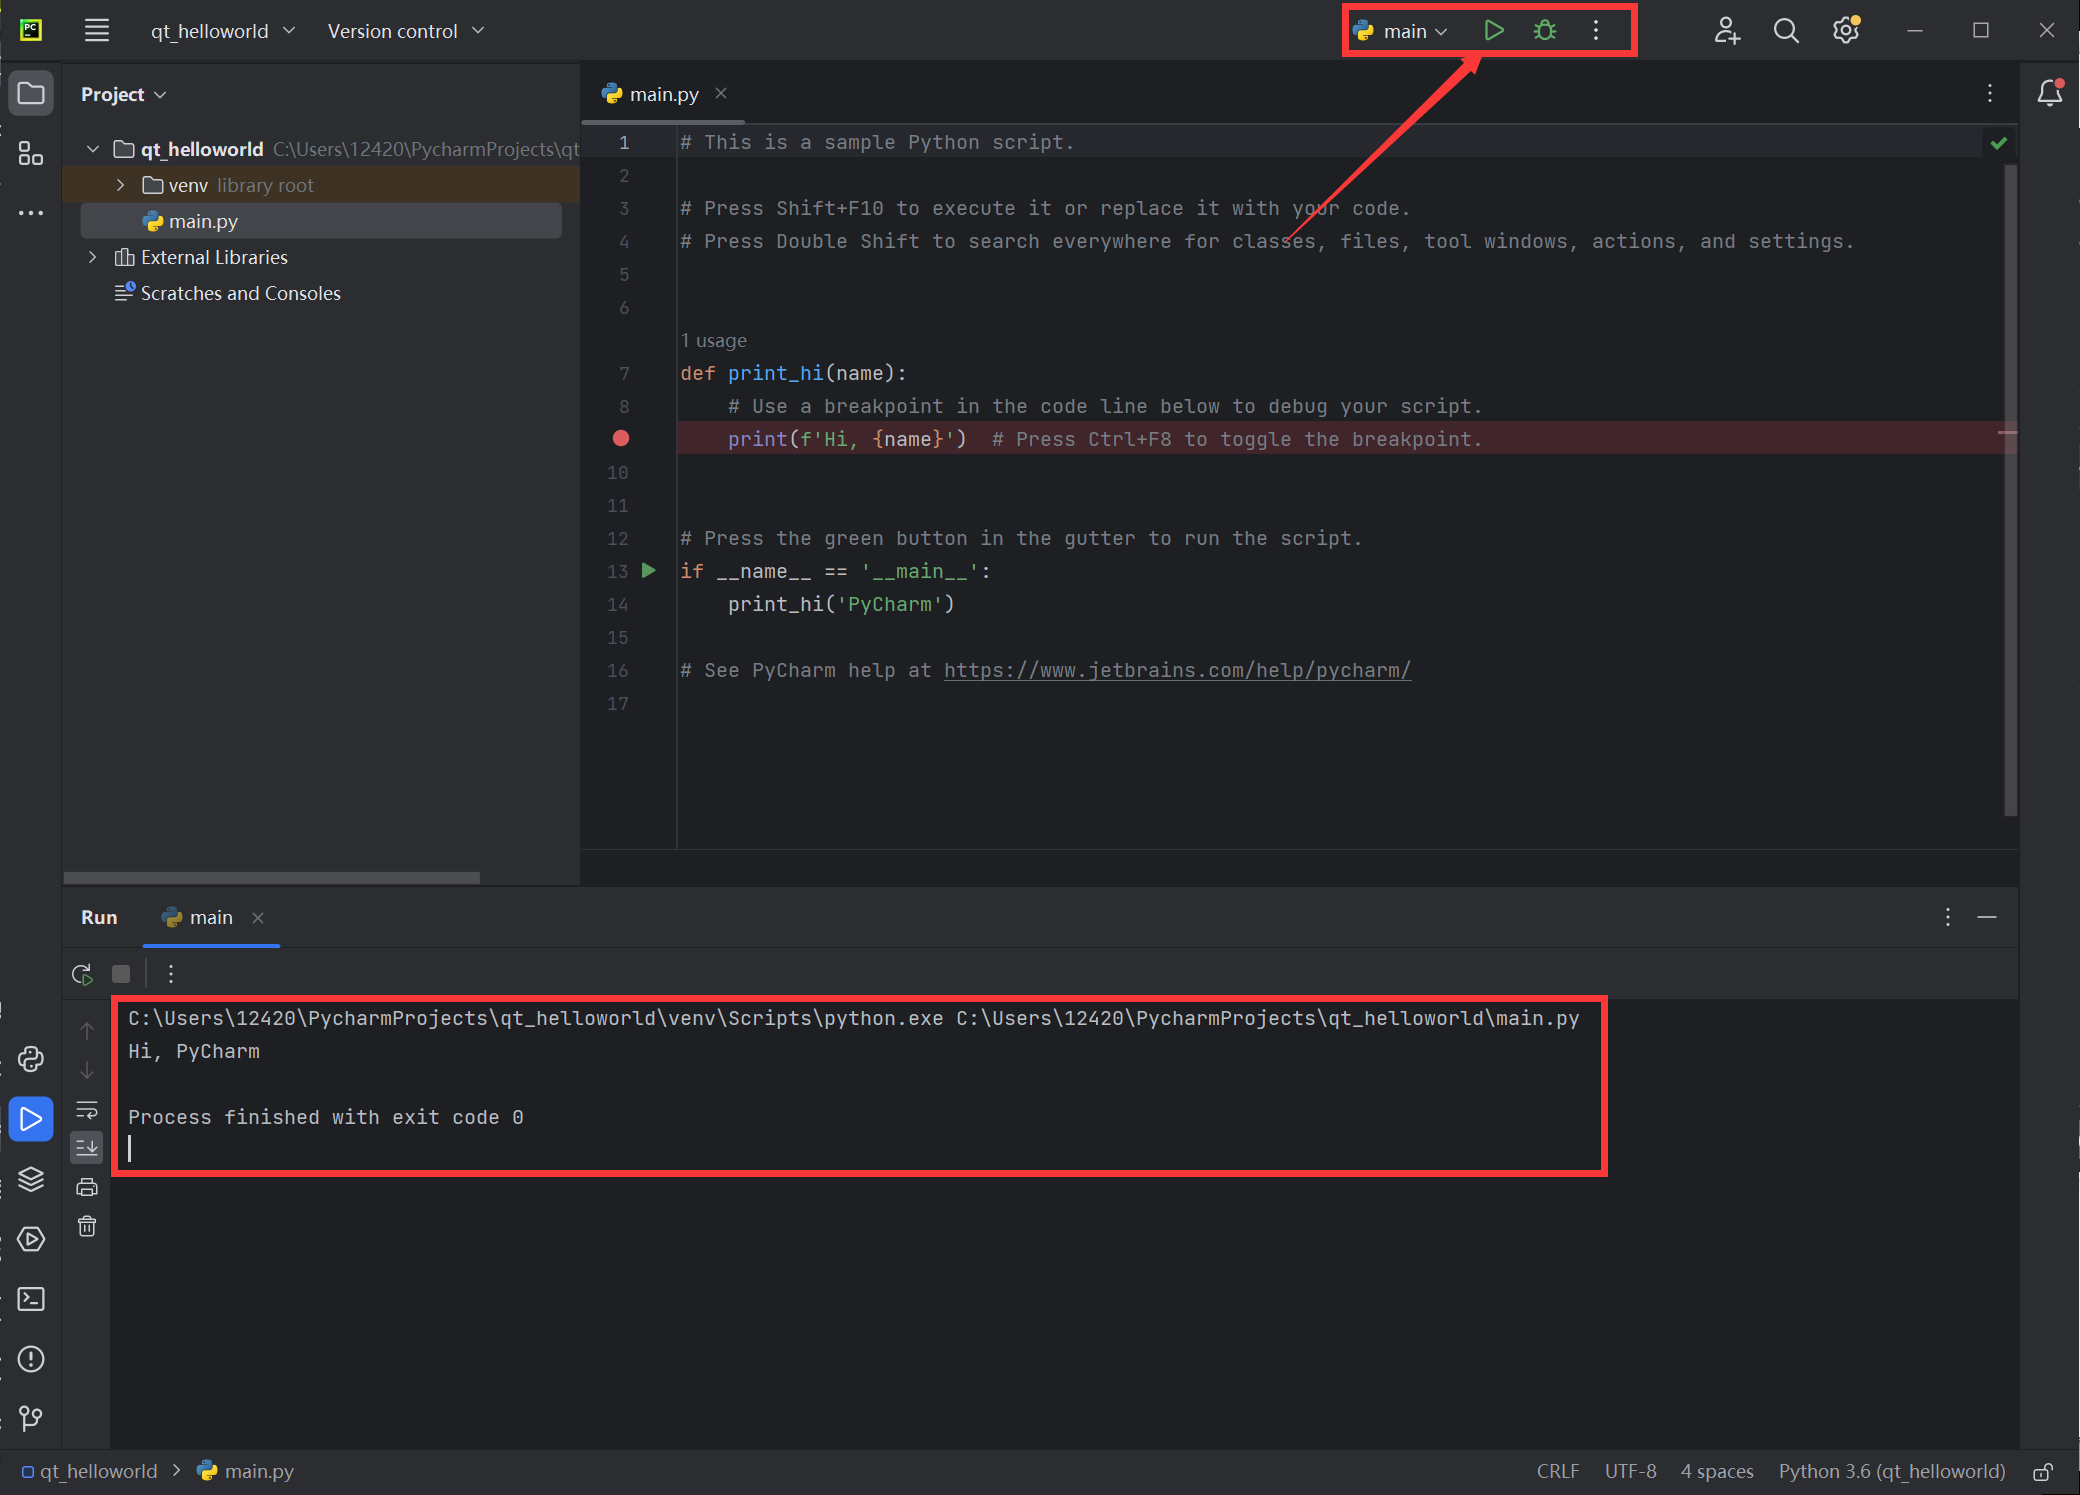 PC
qt_helloworld
Version control
main
Project
main.py
qt_helloworld C:\Users\12420\PycharmProjects\qt
venv library root
main.py
External Libraries
Scratches and Consoles
1 # This is a sample Python script.
2
3 # Press Shift+F10 to execute it or replace it with your code.
4 # Press Double Shift to search everywhere for classes, files, tool windows, actions, and settings.
5
6
1 usage
7 def print_hi(name):
8 # Use a breakpoint in the code line below to debug your script.
print(f'Hi, {name}') # Press Ctrl+F8 to toggle the breakpoint.
10
11
12 # Press the green button in the gutter to run the script.
13 if __name__ == '__main__':
14 print_hi('PyCharm')
15
16 # See PyCharm help at https://www.jetbrains.com/help/pycharm/
17
Run
main
C:\Users\12420\PycharmProjects\qt_helloworld\venv\Scripts\python.exe C:\Users\12420\PycharmProjects\qt_helloworld\main.py
Hi, PyCharm
Process finished with exit code 0
qt_helloworld > main.py
CRLF UTF-8 4 spaces Python 3.6 (qt_helloworld)